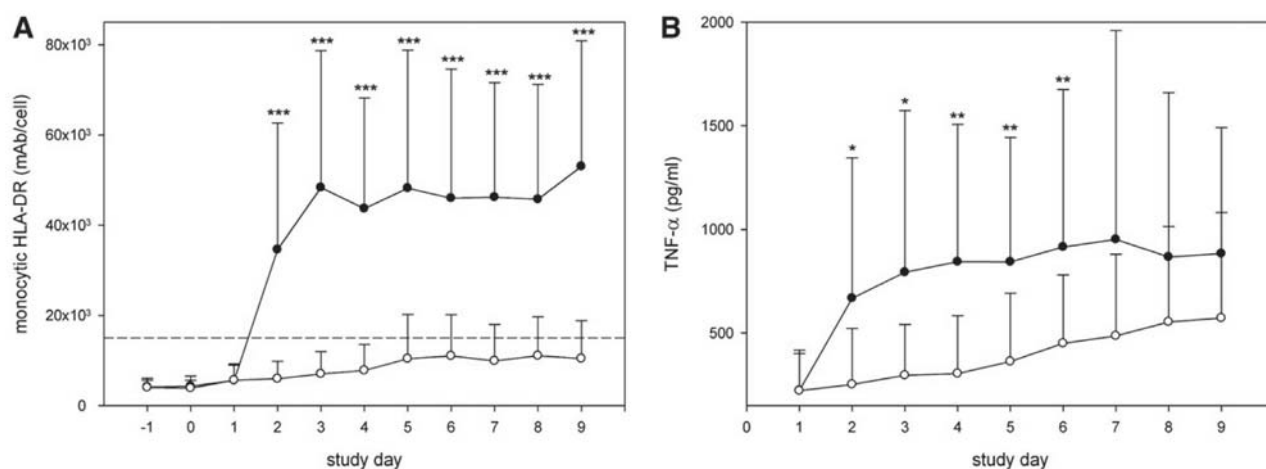 A
monocytic HLA-DR (mAb/cell)
80x10³
60x10³
40x10³
20x10³
0
*** *** *** *** *** *** *** ***
-1 0 1 2 3 4 5 6 7 8 9
study day
B
TNF-α (pg/ml)
2000
1500
1000
500
* * ** ** **
0 1 2 3 4 5 6 7 8 9
study day